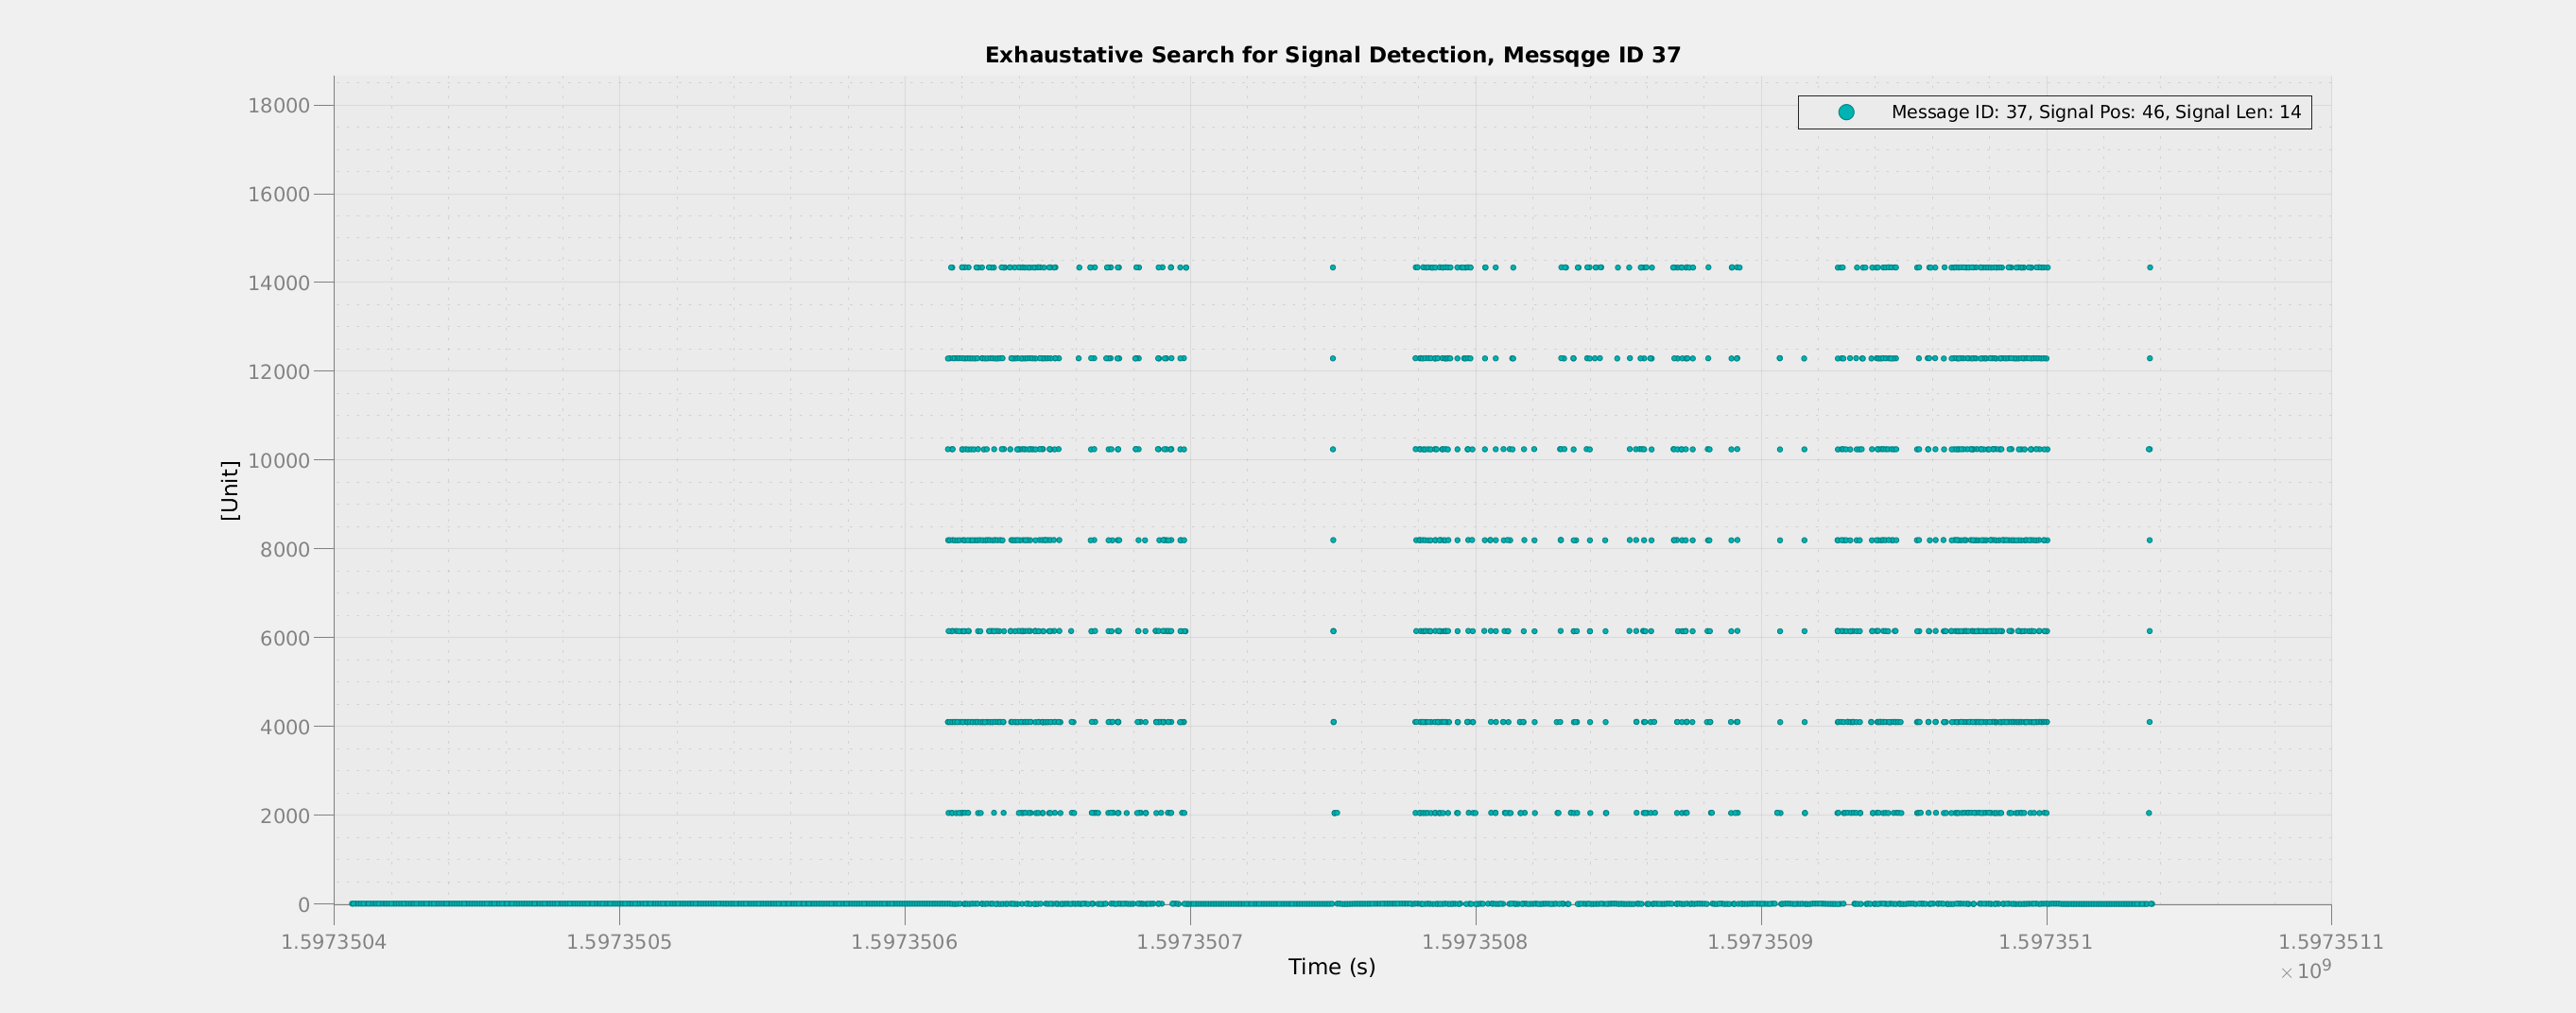 Exhaustative Search for Signal Detection, Messqge ID 37
Message ID: 37, Signal Pos: 46, Signal Len: 14
[Unit]
18000
16000
14000
12000
10000
8000
6000
4000
2000
0
1.5973504 1.5973505 1.5973506 1.5973507 1.5973508 1.5973509 1.597351 1.5973511
Time (s)
× 10⁹